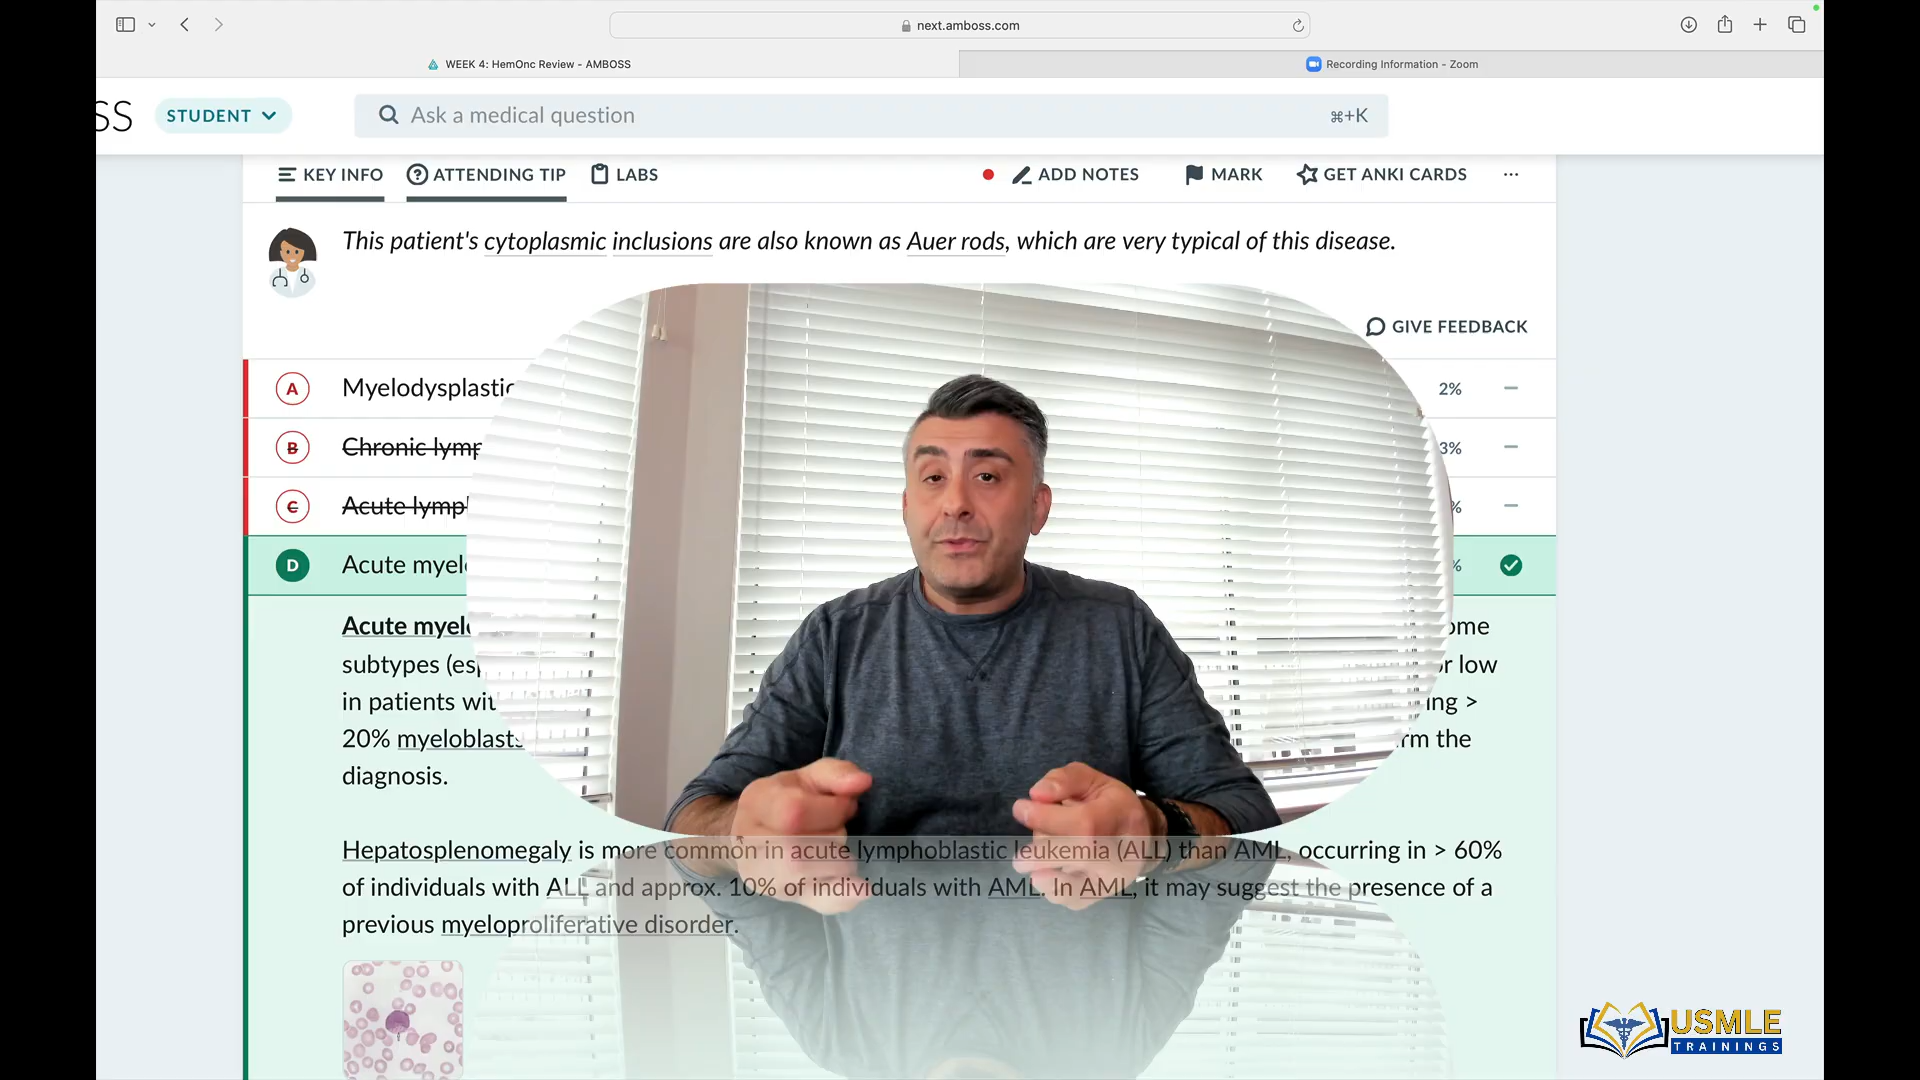 next.amboss.com
WEEK 4: HemOnc Review - AMBOSS
Recording Information - Zoom
SS
STUDENT
Ask a medical question
⌘+K
KEY INFO
ATTENDING TIP
LABS
ADD NOTES
MARK
GET ANKI CARDS
This patient's cytoplasmic inclusions are also known as Auer rods, which are very typical of this disease.
GIVE FEEDBACK
A Myelodysplastic 2%
B Chronic lymp 3%
C Acute lymp %
D Acute myel %
Acute myel ome
subtypes (es r low
in patients wit ing >
20% myeloblasts rm the
diagnosis.
Hepatosplenomegaly is more common in acute lymphoblastic leukemia (ALL) than AML, occurring in > 60%
of individuals with ALL and approx. 10% of individuals with AML. In AML, it may suggest the presence of a
previous myeloproliferative disorder.
USMLE
TRAININGS